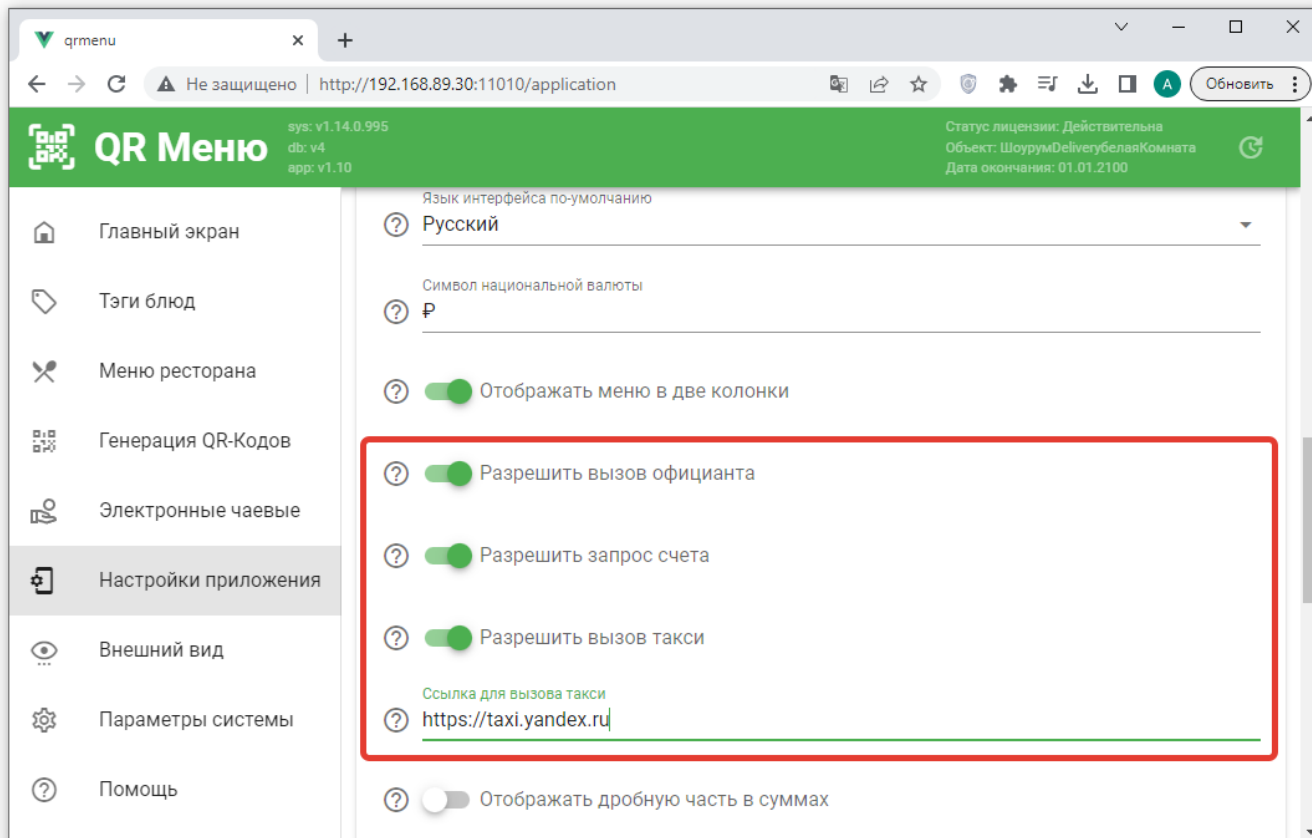 qrmenu
Не защищено http://192.168.89.30:11010/application
A
Обновить
QR Меню
sys: v1.14.0.995
db: v4
app: v1.10
Статус лицензии: Действительна
Объект: ШоурумDeliveryбелаяКомната
Дата окончания: 01.01.2100
Главный экран
Тэги блюд
Меню ресторана
Генерация QR-Кодов
Электронные чаевые
Настройки приложения
Внешний вид
Параметры системы
Помощь
Язык интерфейса по-умолчанию
Русский
Символ национальной валюты
₽
Отображать меню в две колонки
Разрешить вызов официанта
Разрешить запрос счета
Разрешить вызов такси
Ссылка для вызова такси
https://taxi.yandex.ru
Отображать дробную часть в суммах